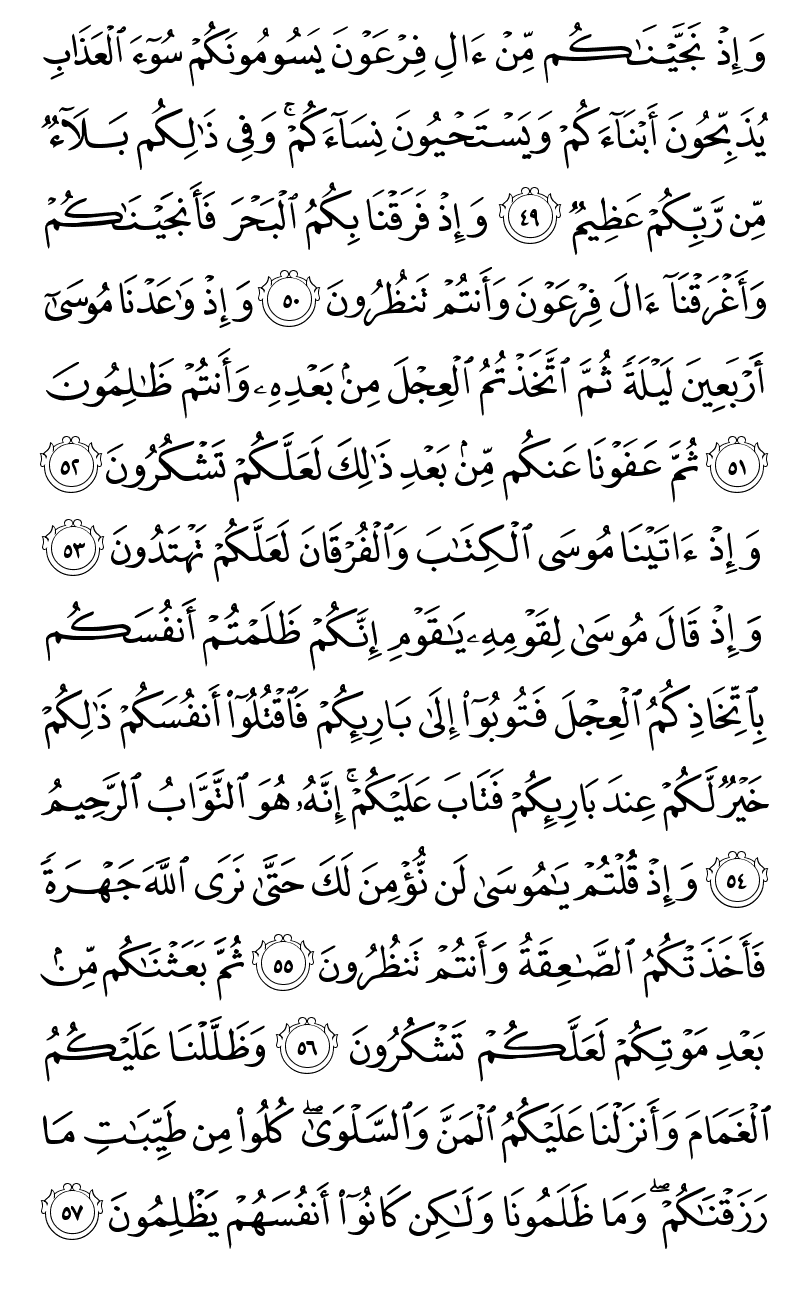 وَإِذْ نَجَّيْنَـٰكُم مِّنْ ءَالِ فِرْعَوْنَ يَسُومُونَكُمْ سُوٓءَ ٱلْعَذَابِ
يُذَبِّحُونَ أَبْنَآءَكُمْ وَيَسْتَحْيُونَ نِسَآءَكُمْ ۚ وَفِى ذَٰلِكُم بَلَآءٌ
مِّن رَّبِّكُمْ عَظِيمٌ ٤٩ وَإِذْ فَرَقْنَا بِكُمُ ٱلْبَحْرَ فَأَنجَيْنَـٰكُمْ
وَأَغْرَقْنَآ ءَالَ فِرْعَوْنَ وَأَنتُمْ تَنظُرُونَ ٥٠ وَإِذْ وَٰعَدْنَا مُوسَىٰٓ
أَرْبَعِينَ لَيْلَةً ثُمَّ ٱتَّخَذْتُمُ ٱلْعِجْلَ مِنۢ بَعْدِهِۦ وَأَنتُمْ ظَـٰلِمُونَ
٥١ ثُمَّ عَفَوْنَا عَنكُم مِّنۢ بَعْدِ ذَٰلِكَ لَعَلَّكُمْ تَشْكُرُونَ ٥٢
وَإِذْ ءَاتَيْنَا مُوسَى ٱلْكِتَـٰبَ وَٱلْفُرْقَانَ لَعَلَّكُمْ تَهْتَدُونَ ٥٣
وَإِذْ قَالَ مُوسَىٰ لِقَوْمِهِۦ يَـٰقَوْمِ إِنَّكُمْ ظَلَمْتُمْ أَنفُسَكُم
بِٱتِّخَاذِكُمُ ٱلْعِجْلَ فَتُوبُوٓا۟ إِلَىٰ بَارِئِكُمْ فَٱقْتُلُوٓا۟ أَنفُسَكُمْ ذَٰلِكُمْ
خَيْرٌ لَّكُمْ عِندَ بَارِئِكُمْ فَتَابَ عَلَيْكُمْ ۚ إِنَّهُۥ هُوَ ٱلتَّوَّابُ ٱلرَّحِيمُ
٥٤ وَإِذْ قُلْتُمْ يَـٰمُوسَىٰ لَن نُّؤْمِنَ لَكَ حَتَّىٰ نَرَى ٱللَّهَ جَهْرَةً
فَأَخَذَتْكُمُ ٱلصَّـٰعِقَةُ وَأَنتُمْ تَنظُرُونَ ٥٥ ثُمَّ بَعَثْنَـٰكُم مِّنۢ
بَعْدِ مَوْتِكُمْ لَعَلَّكُمْ تَشْكُرُونَ ٥٦ وَظَلَّلْنَا عَلَيْكُمُ
ٱلْغَمَامَ وَأَنزَلْنَا عَلَيْكُمُ ٱلْمَنَّ وَٱلسَّلْوَىٰ ۖ كُلُوا۟ مِن طَيِّبَـٰتِ مَا
رَزَقْنَـٰكُمْ ۖ وَمَا ظَلَمُونَا وَلَـٰكِن كَانُوٓا۟ أَنفُسَهُمْ يَظْلِمُونَ ٥٧